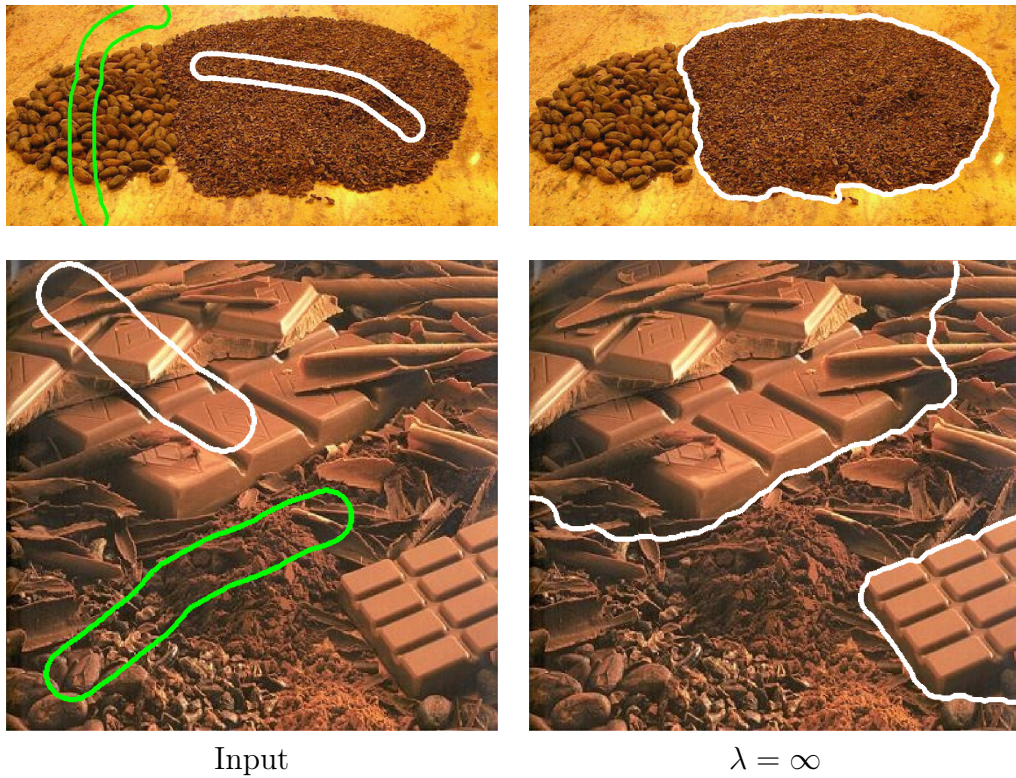 Input
λ = ∞